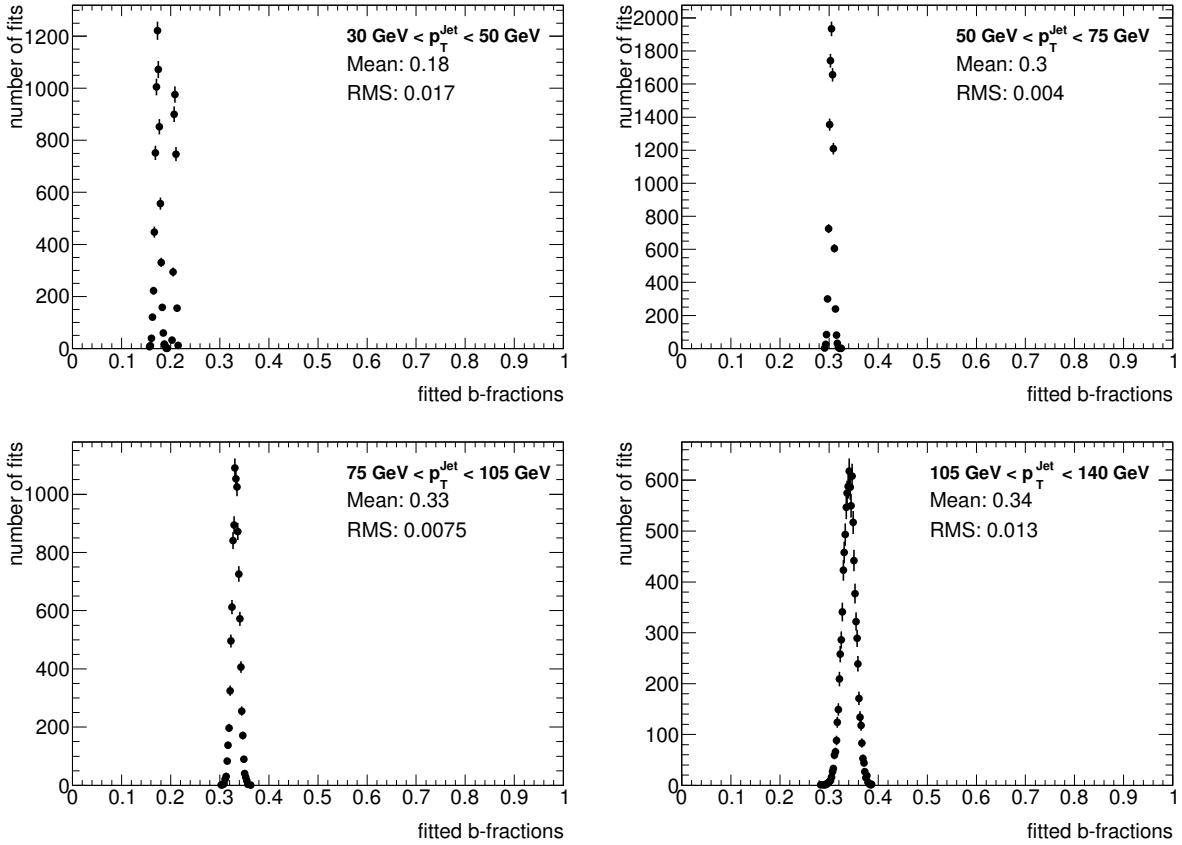 number of fits
30 GeV < p_T^Jet < 50 GeV
Mean: 0.18
RMS: 0.017
1200
1000
800
600
400
200
0
0 0.1 0.2 0.3 0.4 0.5 0.6 0.7 0.8 0.9 1
fitted b-fractions
number of fits
50 GeV < p_T^Jet < 75 GeV
Mean: 0.3
RMS: 0.004
2000
1800
1600
1400
1200
1000
800
600
400
200
0
0 0.1 0.2 0.3 0.4 0.5 0.6 0.7 0.8 0.9 1
fitted b-fractions
number of fits
75 GeV < p_T^Jet < 105 GeV
Mean: 0.33
RMS: 0.0075
1000
800
600
400
200
0
0 0.1 0.2 0.3 0.4 0.5 0.6 0.7 0.8 0.9 1
fitted b-fractions
number of fits
105 GeV < p_T^Jet < 140 GeV
Mean: 0.34
RMS: 0.013
600
500
400
300
200
100
0
0 0.1 0.2 0.3 0.4 0.5 0.6 0.7 0.8 0.9 1
fitted b-fractions